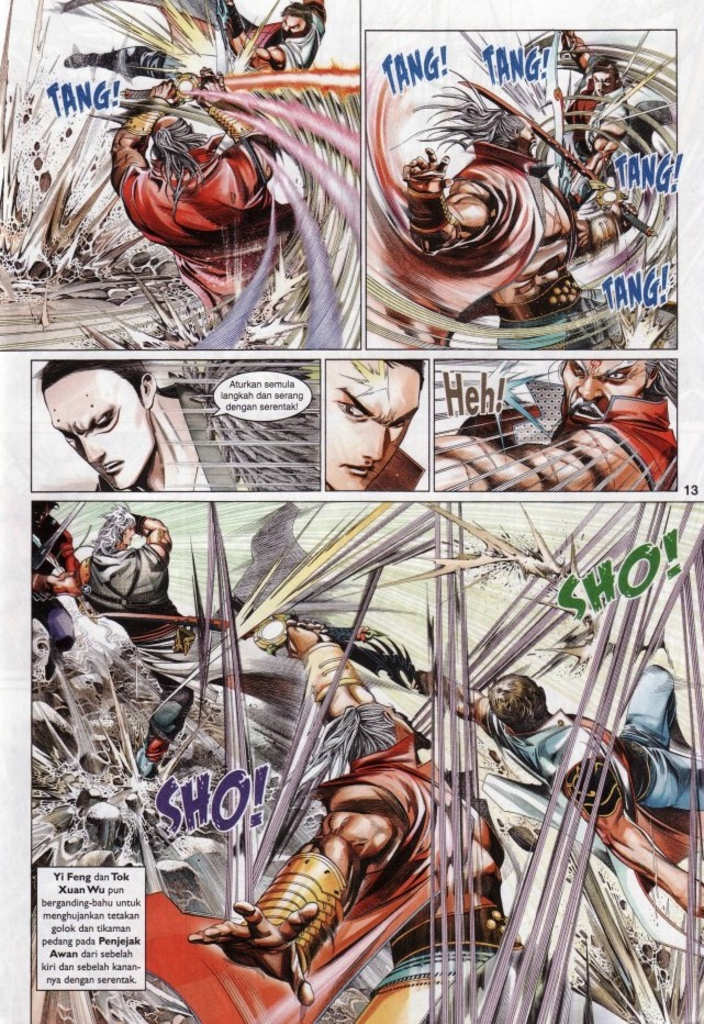 TANG!
TANG!
TANG!
TANG!
TANG!
Aturkan semula
langkah dan serang
dengan serentak!
Heh!
13
SHO!
SHO!
Yi Feng dan Tok
Xuan Wu pun
berganding-bahu untuk
menghujankan tetakan
golok dan tikaman
pedang pada Penjejak
Awan dari sebelah
kiri dan sebelah kanan-
nya dengan serentak.